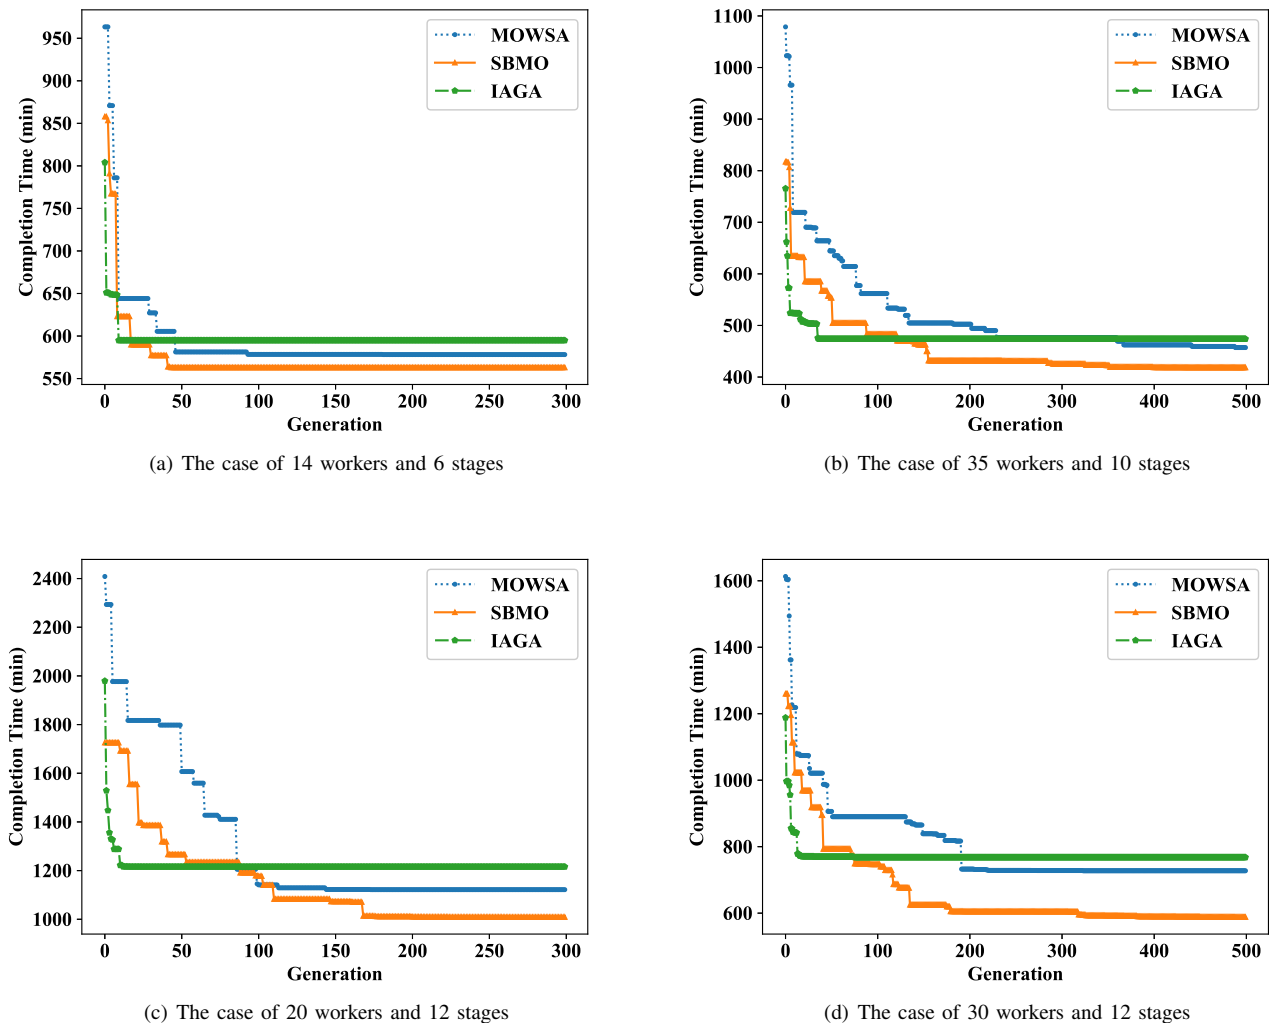 950
900
850
800
750
700
650
600
550
Completion Time (min)
MOWSA
SBMO
IAGA
0 50 100 150 200 250 300
Generation
(a) The case of 14 workers and 6 stages
1100
1000
900
800
700
600
500
400
Completion Time (min)
MOWSA
SBMO
IAGA
0 100 200 300 400 500
Generation
(b) The case of 35 workers and 10 stages
2400
2200
2000
1800
1600
1400
1200
1000
Completion Time (min)
MOWSA
SBMO
IAGA
0 50 100 150 200 250 300
Generation
(c) The case of 20 workers and 12 stages
1600
1400
1200
1000
800
600
Completion Time (min)
MOWSA
SBMO
IAGA
0 100 200 300 400 500
Generation
(d) The case of 30 workers and 12 stages